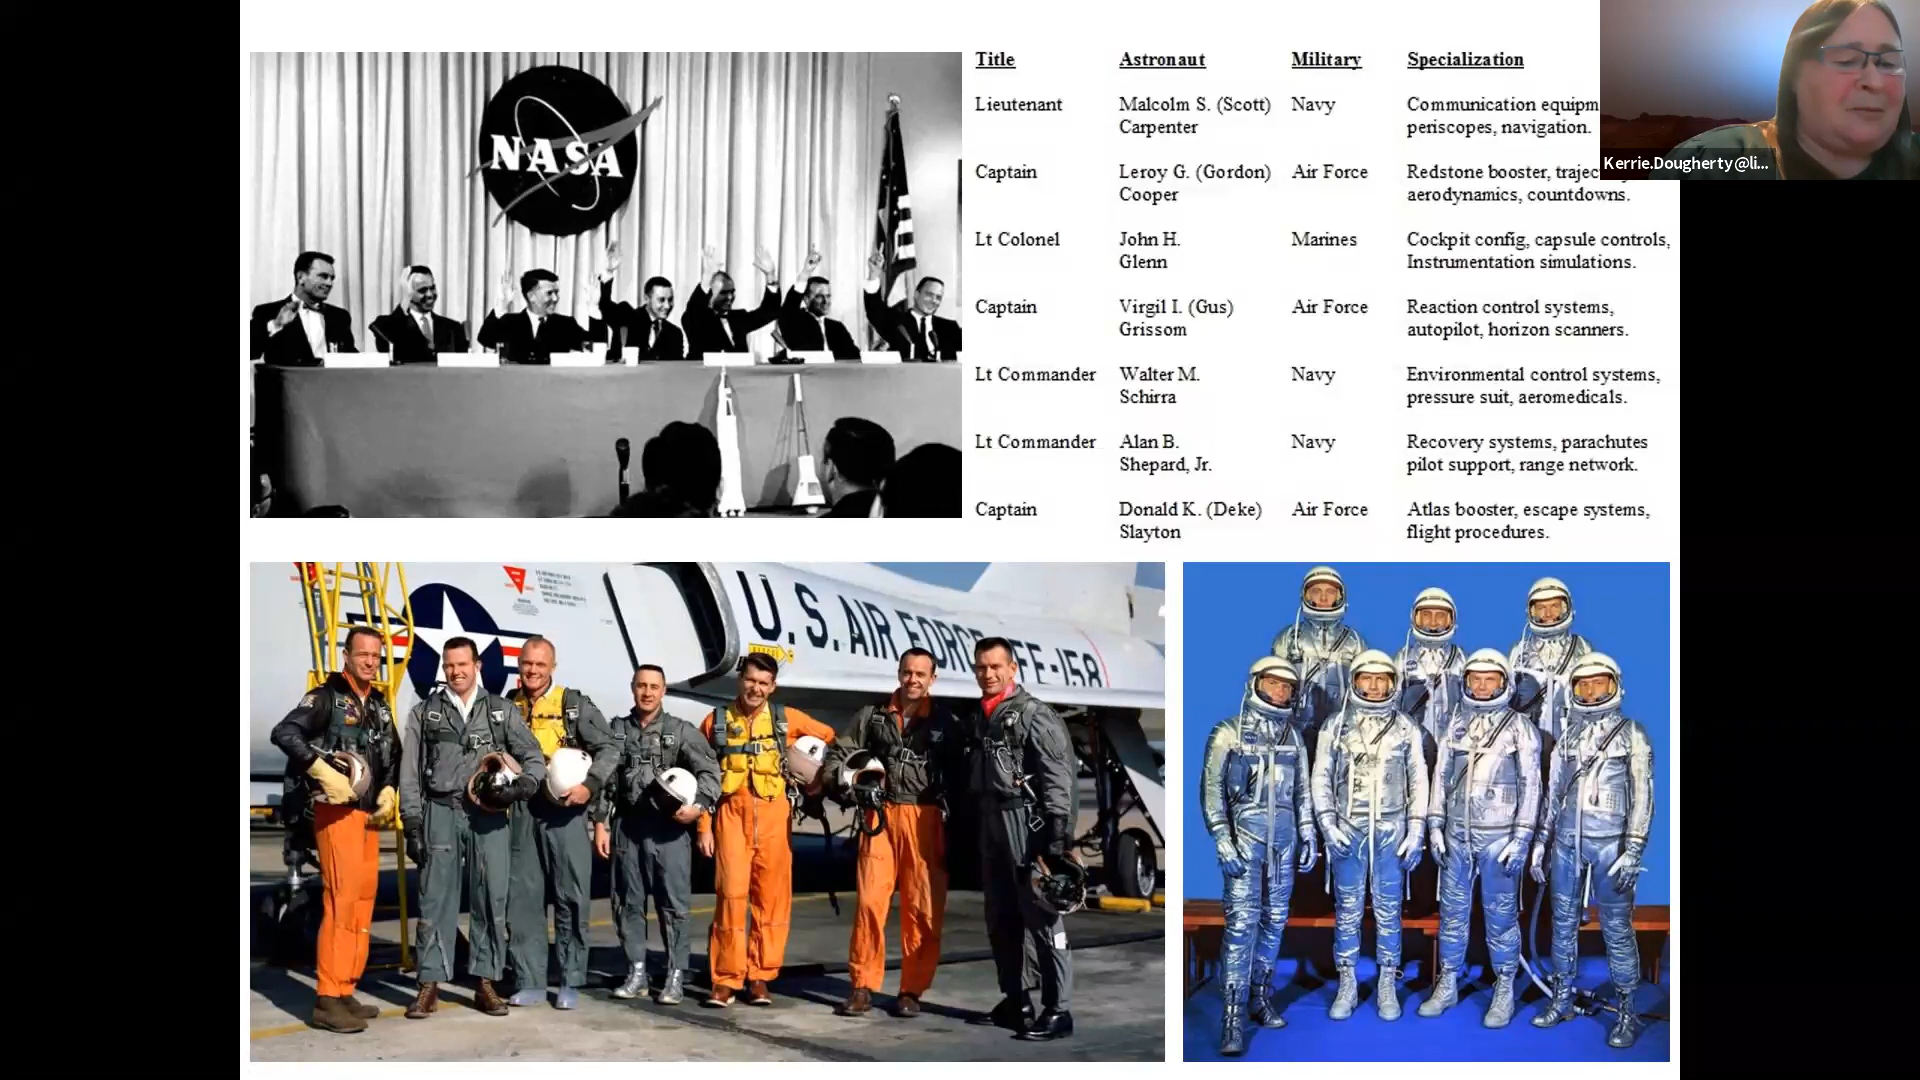 NASA
Title Astronaut Military Specialization
Lieutenant Malcolm S. (Scott) Navy Communication equipm
Carpenter periscopes, navigation.
Captain Leroy G. (Gordon) Air Force Redstone booster, trajec
Cooper aerodynamics, countdowns.
Lt Colonel John H. Marines Cockpit config, capsule controls,
Glenn Instrumentation simulations.
Captain Virgil I. (Gus) Air Force Reaction control systems,
Grissom autopilot, horizon scanners.
Lt Commander Walter M. Navy Environmental control systems,
Schirra pressure suit, aeromedicals.
Lt Commander Alan B. Navy Recovery systems, parachutes
Shepard, Jr. pilot support, range network.
Captain Donald K. (Deke) Air Force Atlas booster, escape systems,
Slayton flight procedures.
Kerrie.Dougherty@li...
U.S. AIR FORCE FE-158